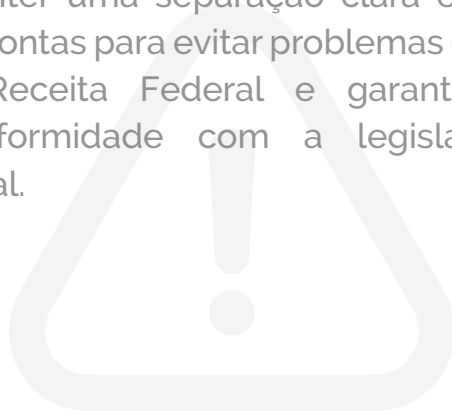 nter uma separação clara e
ontas para evitar problemas
Receita Federal e garant
formidade com a legisla
al.